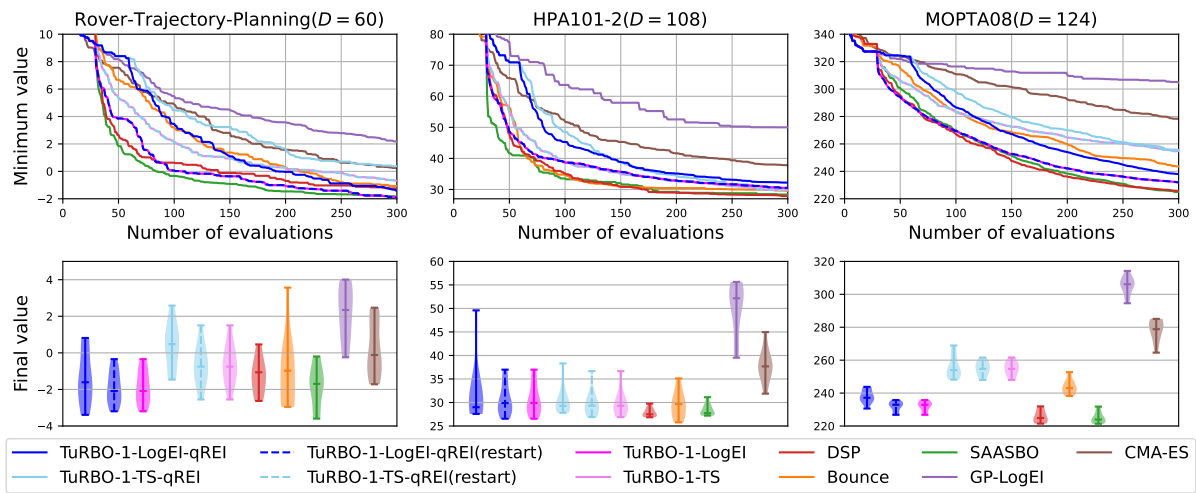 Rover-Trajectory-Planning(D = 60)
HPA101-2(D = 108)
MOPTA08(D = 124)
Minimum value
10
8
6
4
2
0
−2
0 50 100 150 200 250 300
Number of evaluations
80
70
60
50
40
30
0 50 100 150 200 250 300
Number of evaluations
340
320
300
280
260
240
220
0 50 100 150 200 250 300
Number of evaluations
Final value
4
2
0
−2
−4
60
55
50
45
40
35
30
25
320
300
280
260
240
220
TuRBO-1-LogEI-qREI
TuRBO-1-TS-qREI
TuRBO-1-LogEI-qREI(restart)
TuRBO-1-TS-qREI(restart)
TuRBO-1-LogEI
TuRBO-1-TS
DSP
Bounce
SAASBO
GP-LogEI
CMA-ES